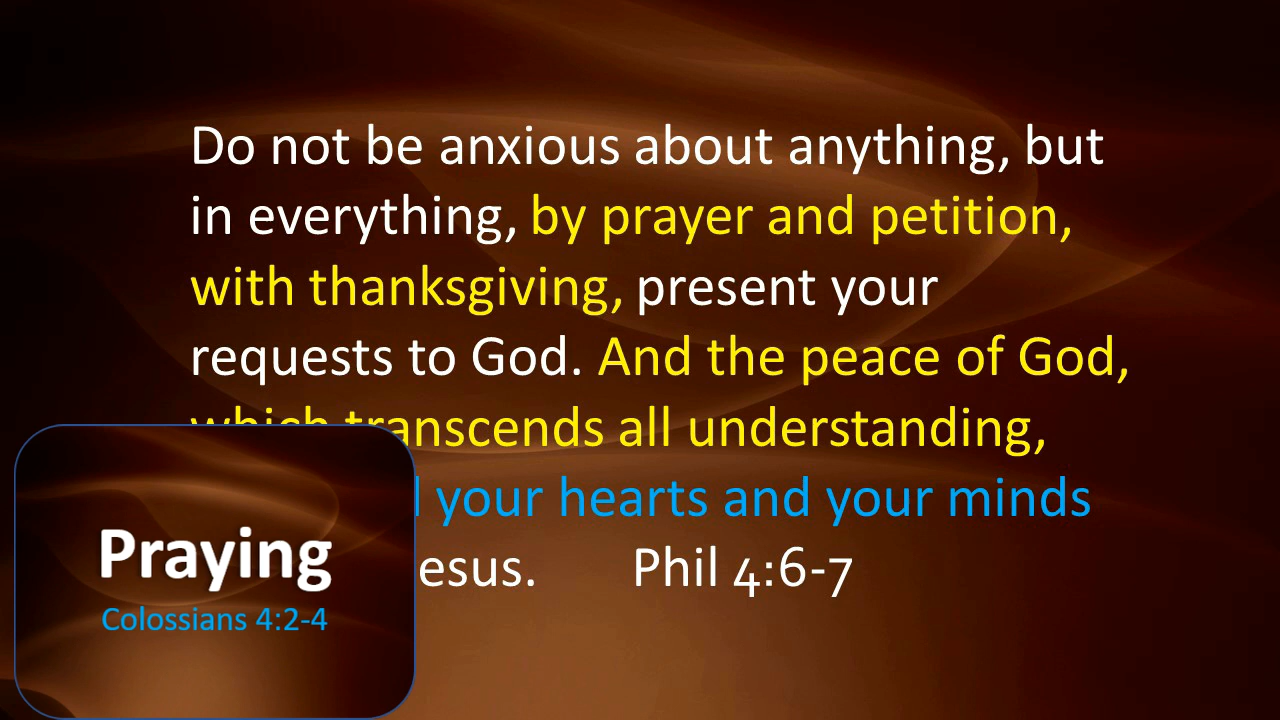 Do not be anxious about anything, but
in everything, by prayer and petition,
with thanksgiving, present your
requests to God. And the peace of God,
which transcends all understanding,
your hearts and your minds
esus. Phil 4:6-7
Praying
Colossians 4:2-4